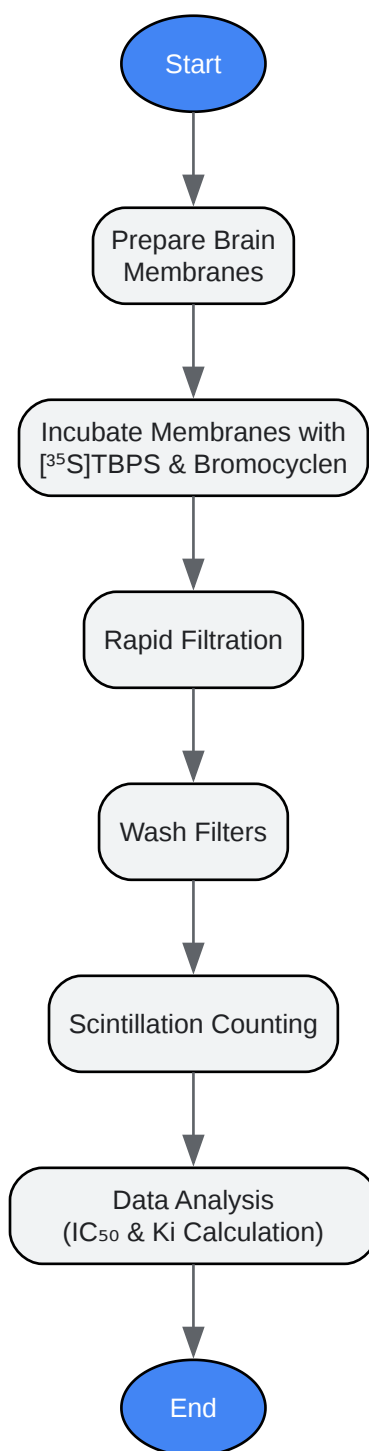 Start
Prepare Brain
Membranes
Incubate Membranes with
[³⁵S]TBPS & Bromocyclen
Rapid Filtration
Wash Filters
Scintillation Counting
Data Analysis
(IC₅₀ & Ki Calculation)
End